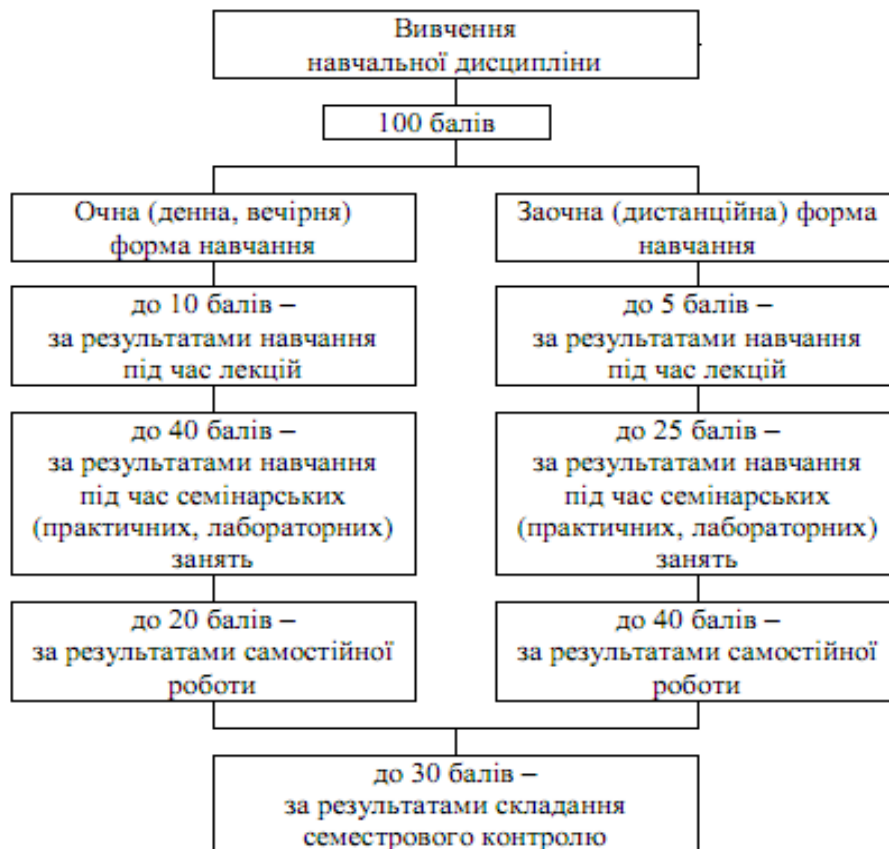 Вивчення
навчальної дисципліни
100 балів
Очна (денна, вечірня)
форма навчання
до 10 балів –
за результатами навчання
під час лекцій
до 40 балів –
за результатами навчання
під час семінарських
(практичних, лабораторних)
занять
до 20 балів –
за результатами самостійної
роботи
Заочна (дистанційна) форма
навчання
до 5 балів –
за результатами навчання
під час лекцій
до 25 балів –
за результатами навчання
під час семінарських
(практичних, лабораторних)
занять
до 40 балів –
за результатами самостійної
роботи
до 30 балів –
за результатами складання
семестрового контролю